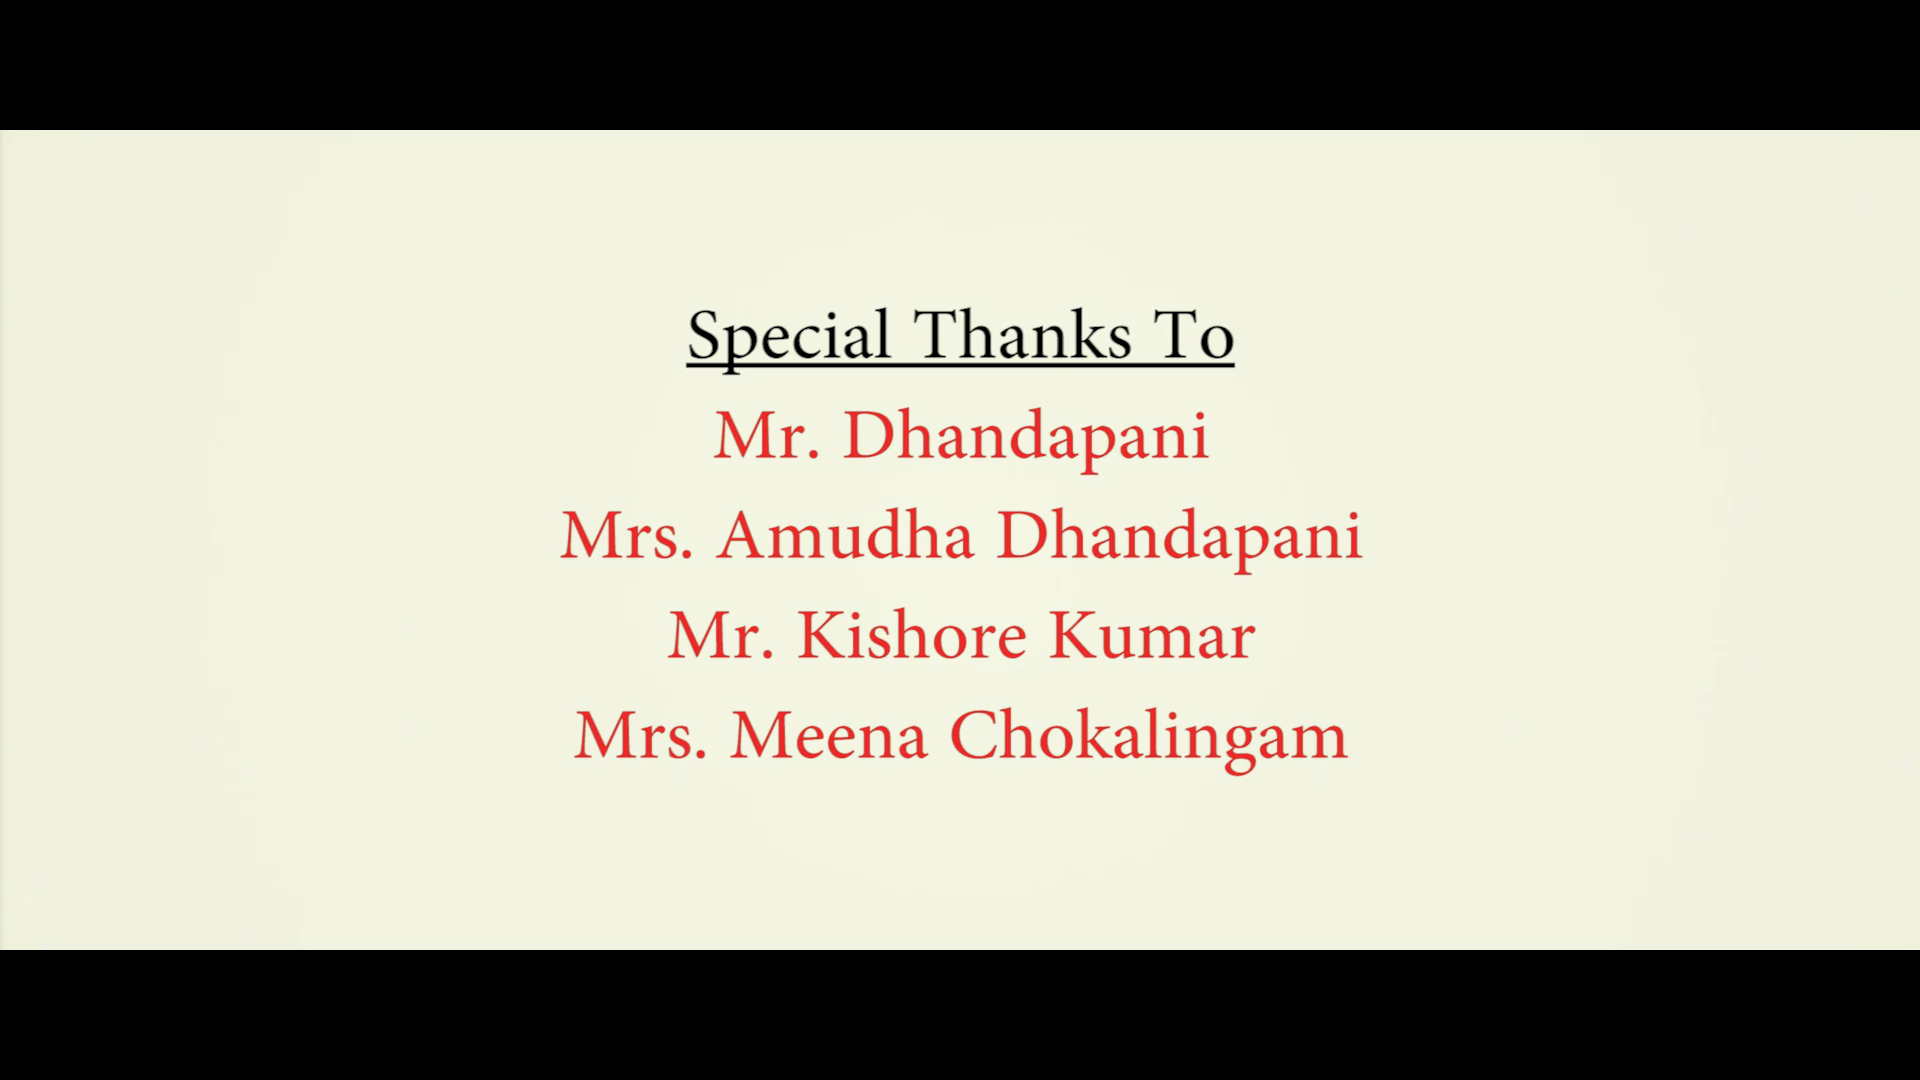 Special Thanks To
Mr. Dhandapani
Mrs. Amudha Dhandapani
Mr. Kishore Kumar
Mrs. Meena Chokalingam